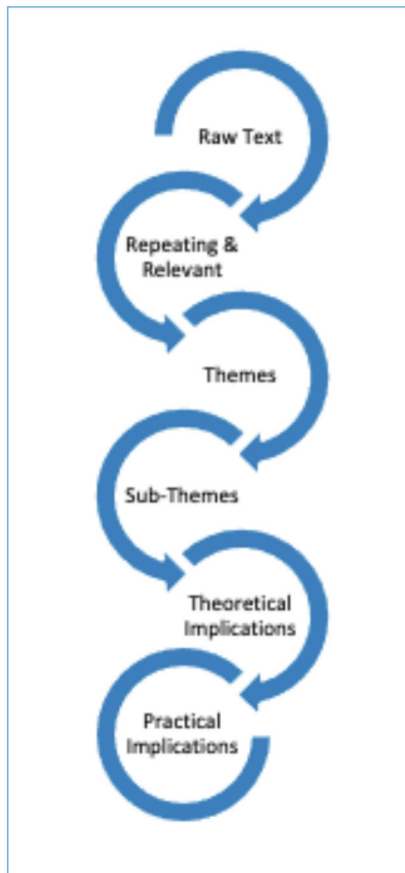 Raw Text
Repeating &
Relevant
Themes
Sub-Themes
Theoretical
Implications
Practical
Implications